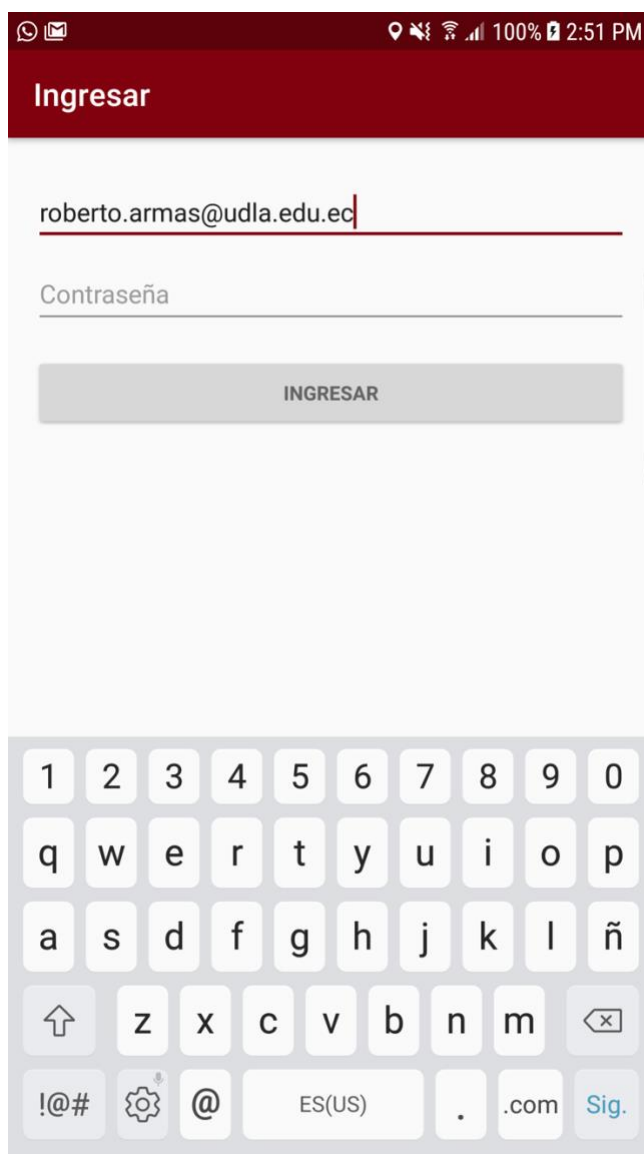 100% 2:51 PM
Ingresar
roberto.armas@udla.edu.ec
Contraseña
INGRESAR
1 2 3 4 5 6 7 8 9 0
q w e r t y u i o p
a s d f g h j k l ñ
z x c v b n m
!@# @ ES(US) . .com Sig.